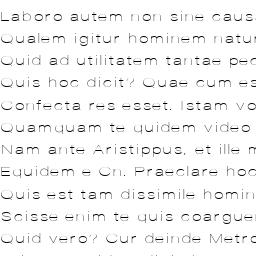 Laboro autem non sine caus
Qualem igitur hominem natur
Quid ad utilitatem tantae pec
Quis hoc dicit? Quae cum es
Confecta res esset. Istam vo
Quamquam te quidem video
Nam ante Aristippus, et ille m
Equidem e Cn. Praeclare hoc
Quis est tam dissimile homin
Scisse enim te quis coarguer
Quid vero? Cur deinde Metro